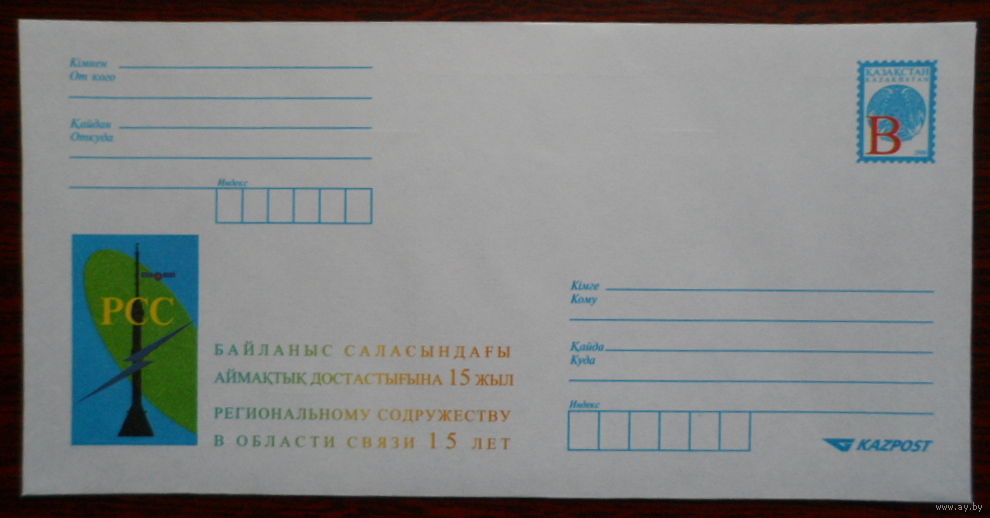 Кімнен
От кого
Қайдан
Откуда
Индекс
ҚАЗАҚСТАН
КАZАКHSTAN
B
РСС
БАЙЛАНЫС САЛАСЫНДАҒЫ
АЙМАҚТЫҚ ДОСТАСТЫҒЫНА 15 ЖЫЛ
РЕГИОНАЛЬНОМУ СОДРУЖЕСТВУ
В ОБЛАСТИ СВЯЗИ 15 ЛЕТ
Кімге
Кому
Қайда
Куда
Индекс
KAZPOST
www.ay.by